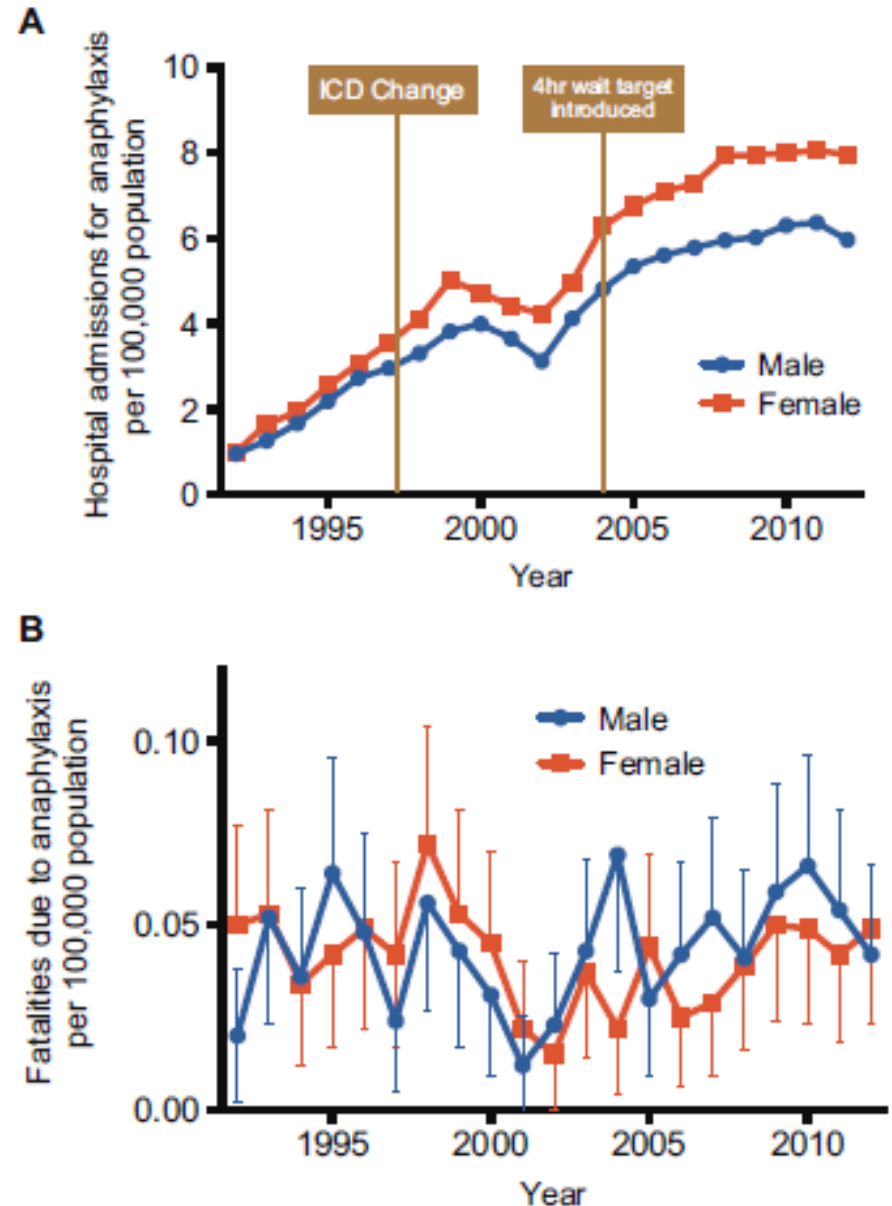 A
Hospital admissions for anaphylaxis
per 100,000 population
10
8
6
4
2
0
ICD Change
4hr wait target
introduced
Male
Female
1995
2000
2005
2010
Year
B
Fatalities due to anaphylaxis
per 100,000 population
0.10
0.05
0.00
Male
Female
1995
2000
2005
2010
Year